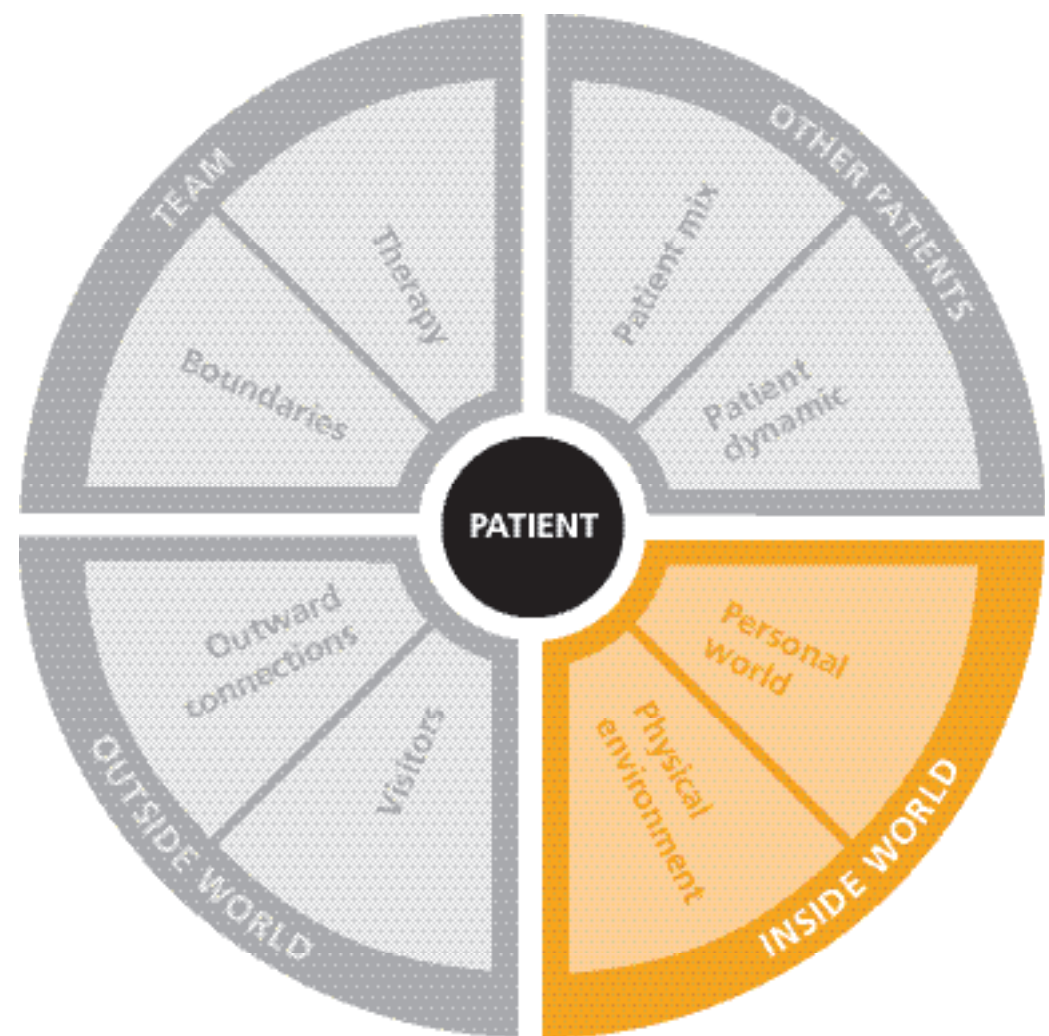 TEAM
Therapy
Boundaries
OTHER PATIENTS
Patient mix
Patient
dynamic
PATIENT
Outward
connections
Visitors
OUTSIDE WORLD
Personal
world
Physical
environment
INSIDE WORLD